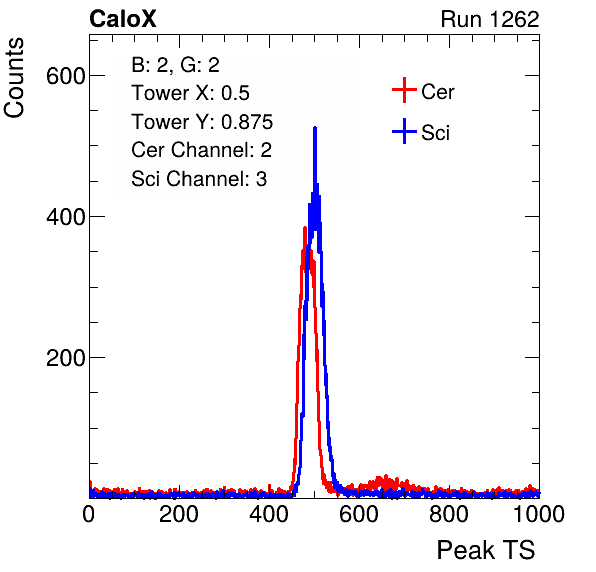 CaloX Run 1262
Counts
B: 2, G: 2
Tower X: 0.5
Tower Y: 0.875
Cer Channel: 2
Sci Channel: 3
Cer
Sci
600
400
200
0 200 400 600 800 1000
Peak TS